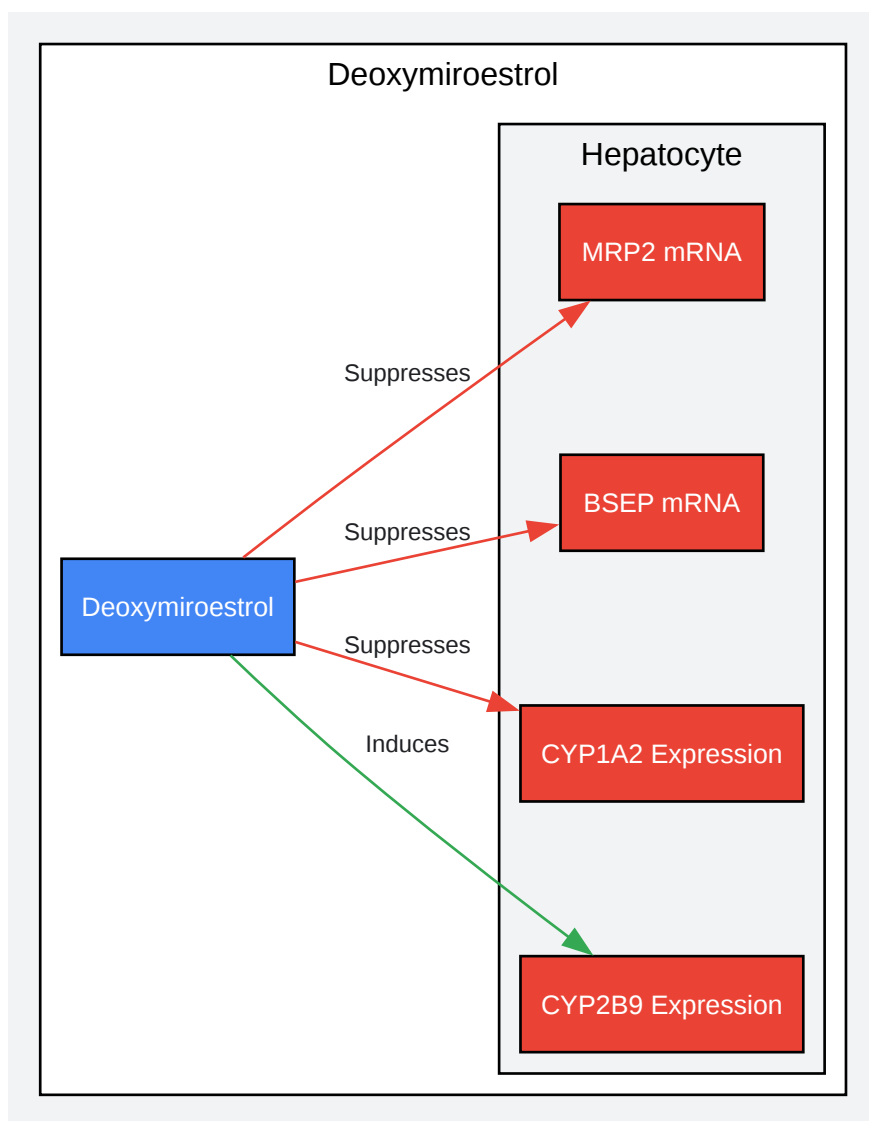 Deoxymiroestrol
Hepatocyte
MRP2 mRNA
Suppresses
BSEP mRNA
Suppresses
Deoxymiroestrol
Suppresses
CYP1A2 Expression
Induces
CYP2B9 Expression